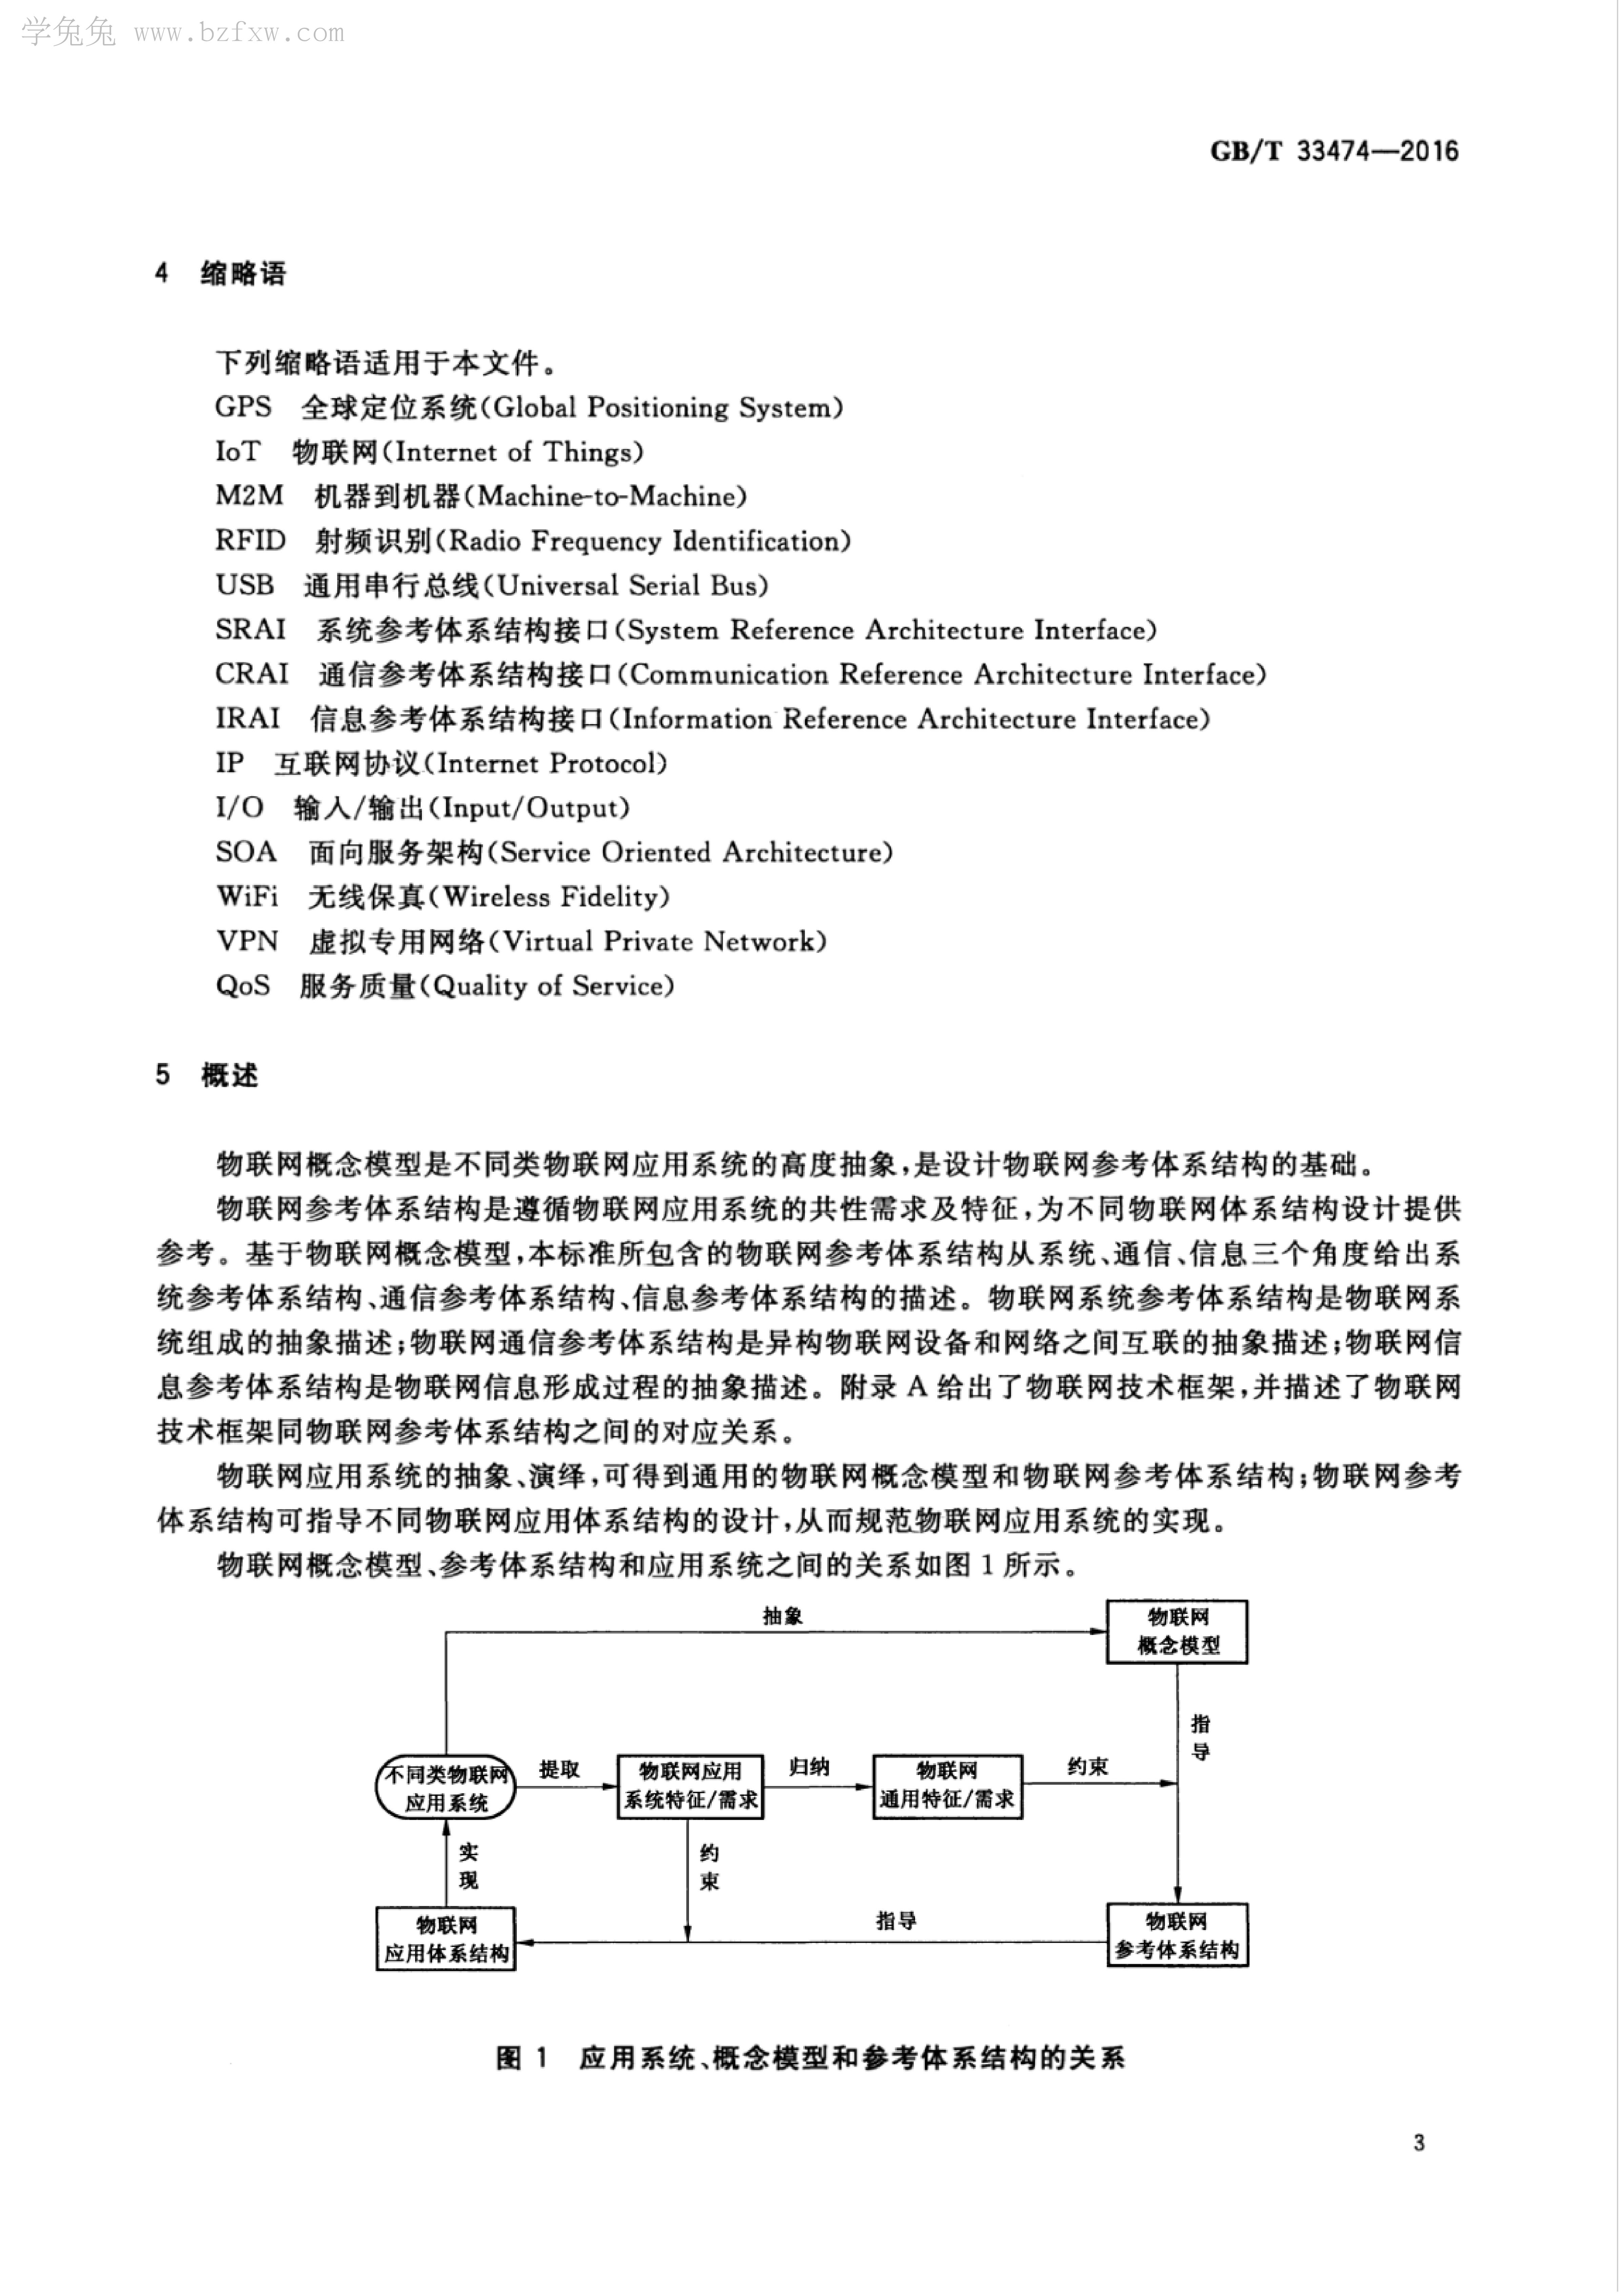 学兔兔 www.bzfxw.com
GB/T 33474—2016
4 缩略语
下列缩略语适用于本文件。
GPS 全球定位系统(Global Positioning System)
IoT 物联网(Internet of Things)
M2M 机器到机器(Machine-to-Machine)
RFID 射频识别(Radio Frequency Identification)
USB 通用串行总线(Universal Serial Bus)
SRAI 系统参考体系结构接口(System Reference Architecture Interface)
CRAI 通信参考体系结构接口(Communication Reference Architecture Interface)
IRAI 信息参考体系结构接口(Information Reference Architecture Interface)
IP 互联网协议(Internet Protocol)
I/O 输入/输出(Input/Output)
SOA 面向服务架构(Service Oriented Architecture)
WiFi 无线保真(Wireless Fidelity)
VPN 虚拟专用网络(Virtual Private Network)
QoS 服务质量(Quality of Service)
5 概述
物联网概念模型是不同类物联网应用系统的高度抽象,是设计物联网参考体系结构的基础。
物联网参考体系结构是遵循物联网应用系统的共性需求及特征,为不同物联网体系结构设计提供
参考。基于物联网概念模型,本标准所包含的物联网参考体系结构从系统、通信、信息三个角度给出系
统参考体系结构、通信参考体系结构、信息参考体系结构的描述。物联网系统参考体系结构是物联网系
统组成的抽象描述;物联网通信参考体系结构是异构物联网设备和网络之间互联的抽象描述;物联网信
息参考体系结构是物联网信息形成过程的抽象描述。附录 A 给出了物联网技术框架,并描述了物联网
技术框架同物联网参考体系结构之间的对应关系。
物联网应用系统的抽象、演绎,可得到通用的物联网概念模型和物联网参考体系结构;物联网参考
体系结构可指导不同物联网应用体系结构的设计,从而规范物联网应用系统的实现。
物联网概念模型、参考体系结构和应用系统之间的关系如图 1 所示。
抽象
物联网
概念模型
指
导
不同类物联网
应用系统
提取
物联网应用
系统特征/需求
归纳
物联网
通用特征/需求
约束
实
现
约
束
物联网
应用体系结构
指导
物联网
参考体系结构
图 1 应用系统、概念模型和参考体系结构的关系
3